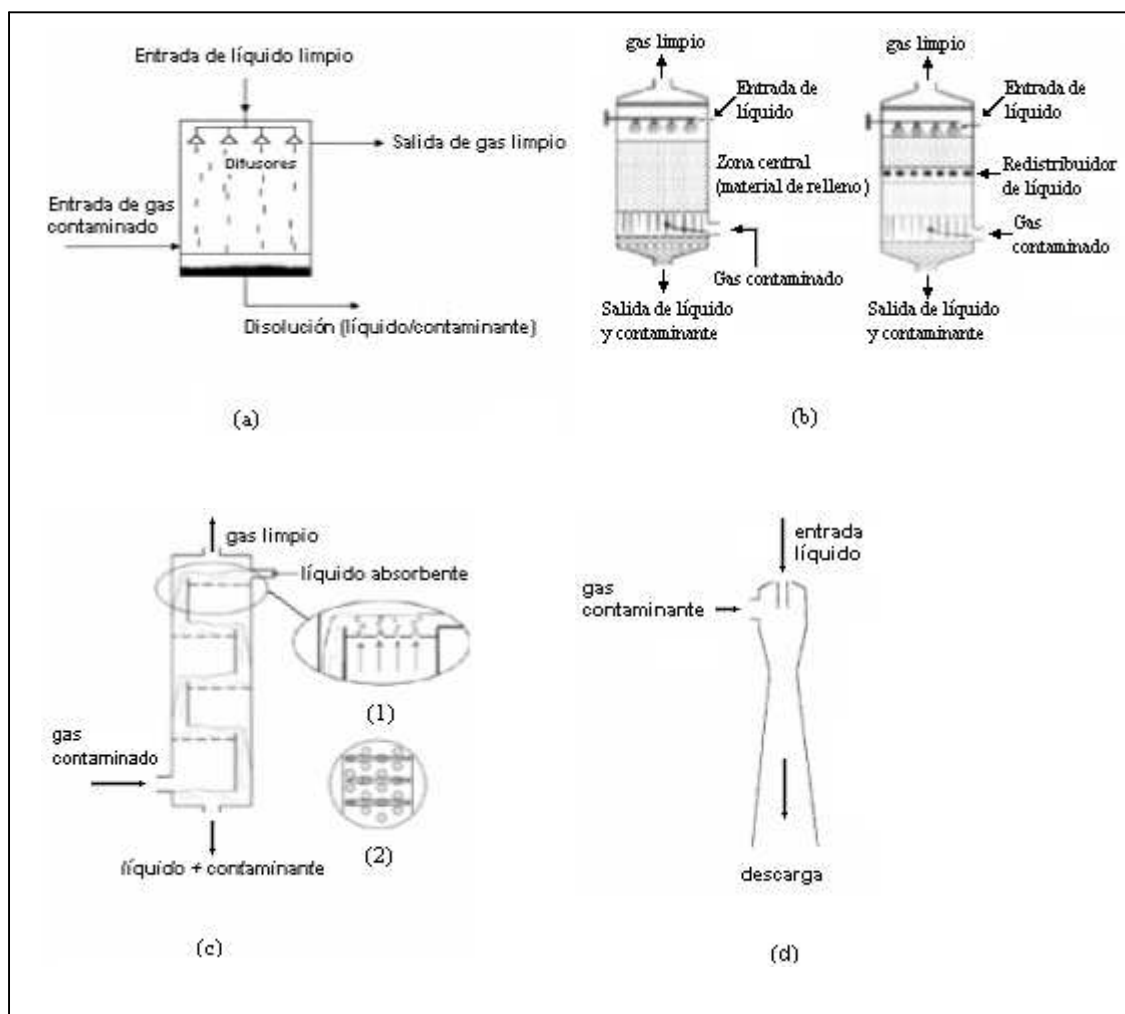 Entrada de líquido limpio
Difusores
Salida de gas limpio
Entrada de gas
contaminado
Disolución (líquido/contaminante)
(a)
gas limpio
Entrada de
líquido
Zona central
(material de relleno)
Gas contaminado
Salida de líquido
y contaminante
gas limpio
Entrada de
líquido
Redistribuidor
de líquido
Gas
contaminado
Salida de líquido
y contaminante
(b)
gas limpio
líquido absorbente
(1)
gas
contaminado
(2)
líquido + contaminante
(c)
entrada
líquido
gas
contaminante
descarga
(d)